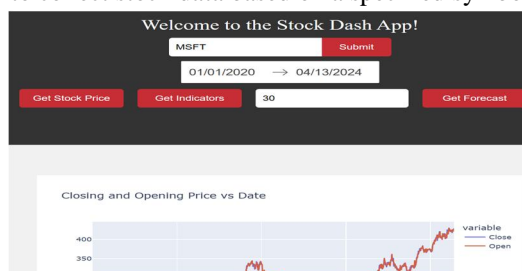 Welcome to the Stock Dash App!
MSFT
Submit
01/01/2020 → 04/13/2024
Get Stock Price
Get Indicators
30
Get Forecast
Closing and Opening Price vs Date
variable
Close
Open
400
350